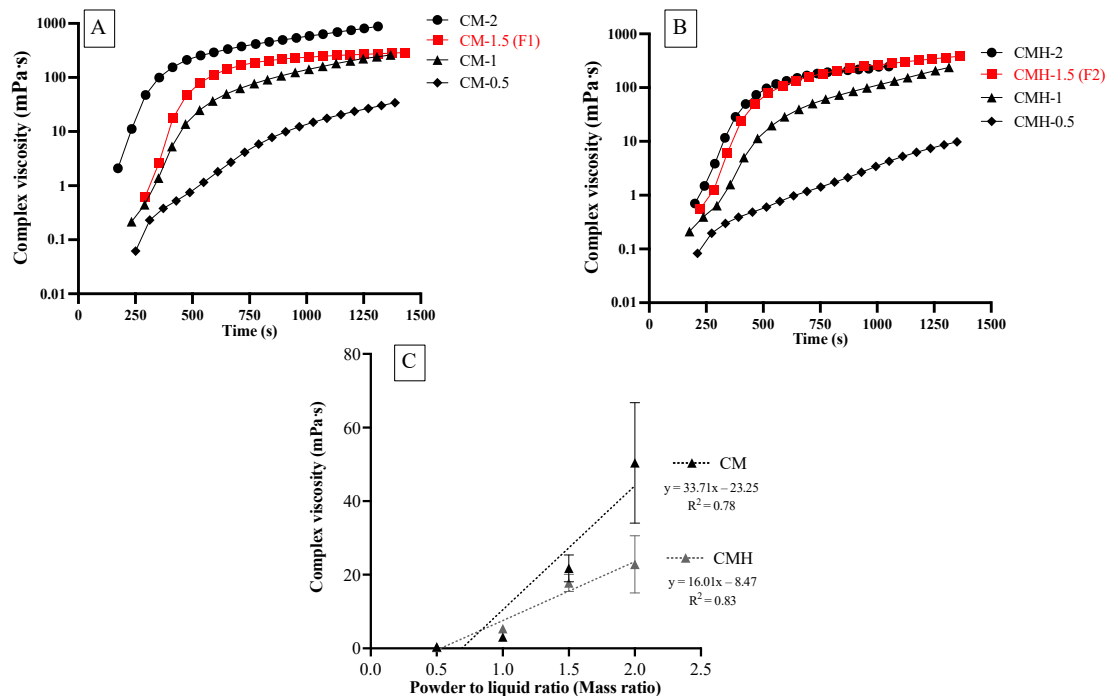 A
Complex viscosity (mPa·s)
1000
100
10
1
0.1
0.01
0
250
500
750
1000
1250
1500
Time (s)
CM-2
CM-1.5 (F1)
CM-1
CM-0.5
B
Complex viscosity (mPa·s)
1000
100
10
1
0.1
0.01
0
250
500
750
1000
1250
1500
Time (s)
CMH-2
CMH-1.5 (F2)
CMH-1
CMH-0.5
C
Complex viscosity (mPa·s)
80
60
40
20
0
0.0
0.5
1.0
1.5
2.0
2.5
Powder to liquid ratio (Mass ratio)
CM
y = 33.71x – 23.25
R² = 0.78
CMH
y = 16.01x – 8.47
R² = 0.83